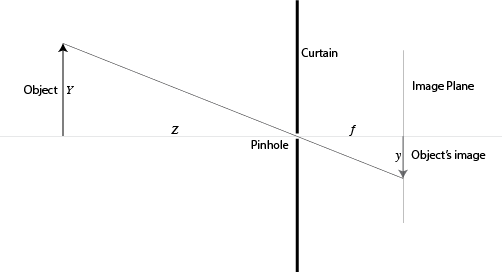 Curtain
Object
Y
Image Plane
Z
f
Pinhole
y
Object's image